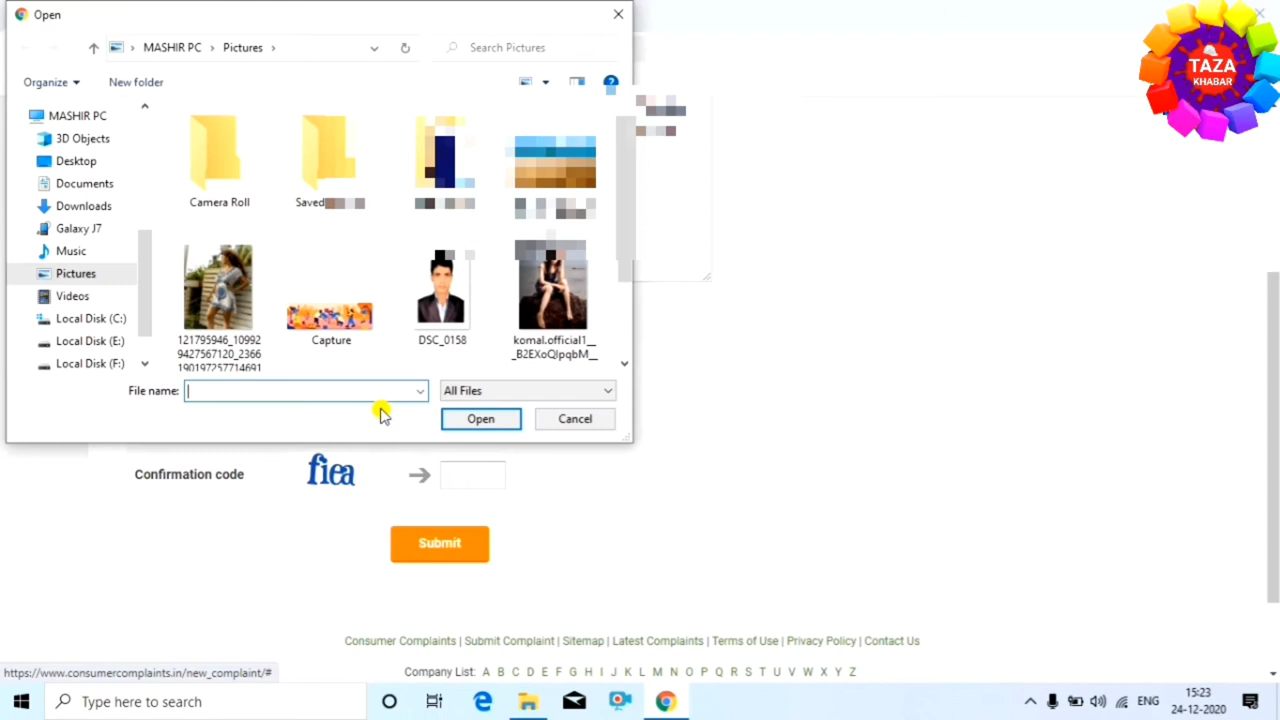 Open
MASHIR PC > Pictures >
Search Pictures
TAZA
KHABAR
Organize
New folder
MASHIR PC
3D Objects
Desktop
Documents
Downloads
Galaxy J7
Music
Pictures
Videos
Local Disk (C:)
Local Disk (E:)
Local Disk (F:)
Camera Roll
Saved
121795946_10992
9427567120_2366
190197257714691
Capture
DSC_0158
komal.official1__
_B2EXoQlpqbM__
File name:
All Files
Open
Cancel
Confirmation code
fiea
Submit
Consumer Complaints | Submit Complaint | Sitemap | Latest Complaints | Terms of Use | Privacy Policy | Contact Us
https://www.consumercomplaints.in/new_complaint/#
Company List: A B C D E F G H I J K L M N O P Q R S T U V W X Y Z
Type here to search
ENG
15:23
24-12-2020